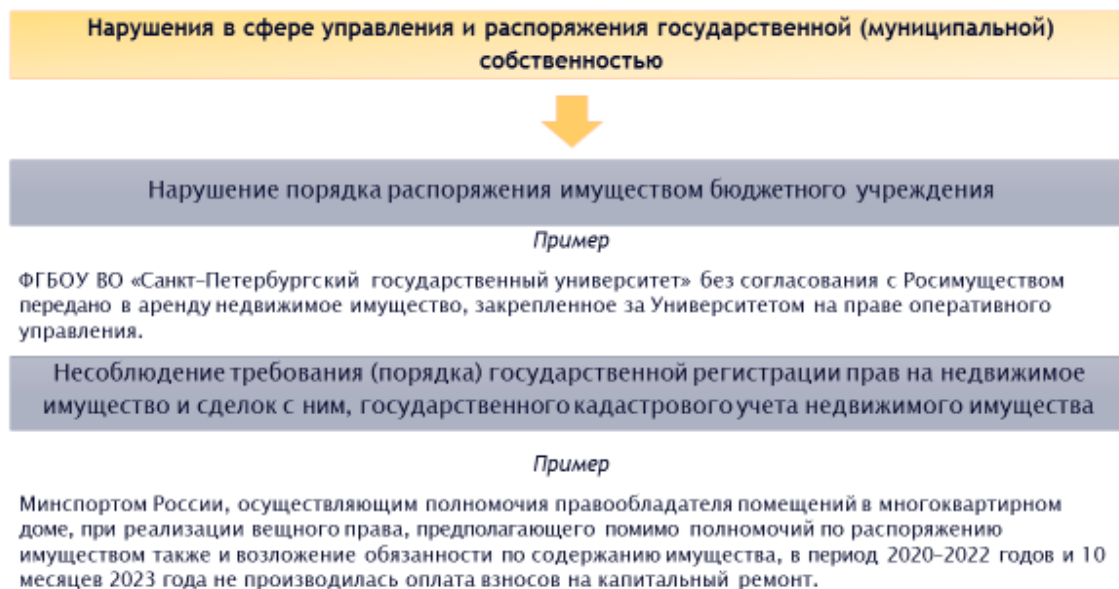 Нарушения в сфере управления и распоряжения государственной (муниципальной)
собственностью
Нарушение порядка распоряжения имуществом бюджетного учреждения
Пример
ФГБОУ ВО «Санкт-Петербургский государственный университет» без согласования с Росимуществом
передано в аренду недвижимое имущество, закрепленное за Университетом на праве оперативного
управления.
Несоблюдение требования (порядка) государственной регистрации прав на недвижимое
имущество и сделок с ним, государственного кадастрового учета недвижимого имущества
Пример
Минспортом России, осуществляющим полномочия правообладателя помещений в многоквартирном
доме, при реализации вещного права, предполагающего помимо полномочий по распоряжению
имуществом также и возложение обязанности по содержанию имущества, в период 2020-2022 годов и 10
месяцев 2023 года не производилась оплата взносов на капитальный ремонт.